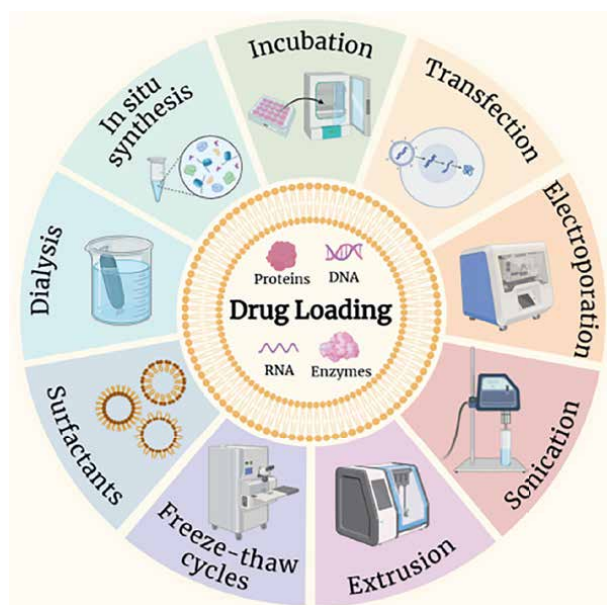 Incubation
Transfection
Electroporation
Sonication
Extrusion
Freeze-thaw
cycles
Surfactants
Dialysis
In situ
synthesis
Proteins DNA
Drug Loading
RNA Enzymes